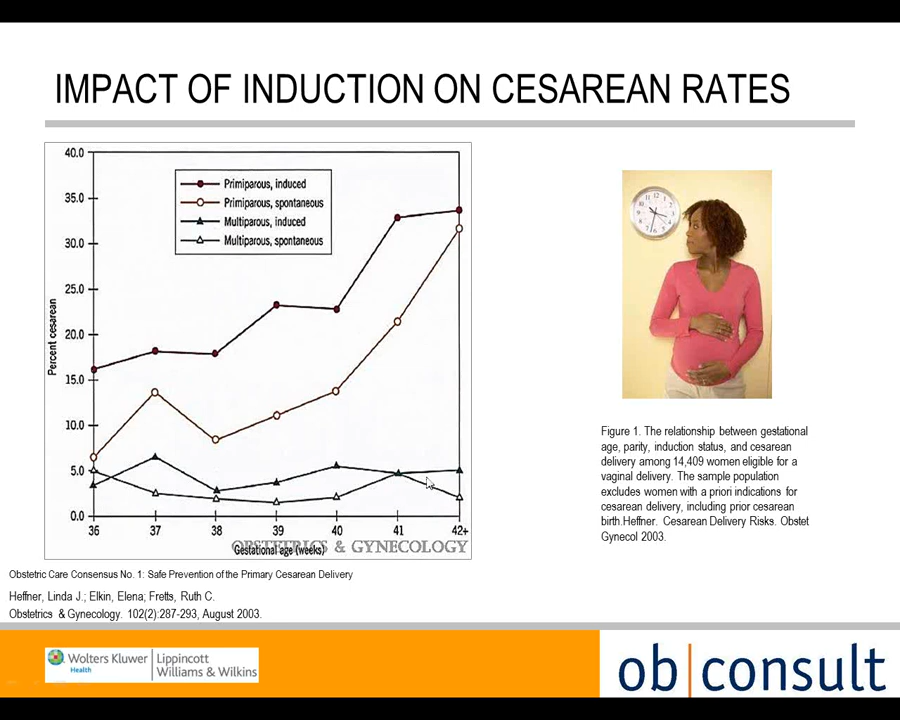 IMPACT OF INDUCTION ON CESAREAN RATES
40.0
35.0
30.0
25.0
20.0
15.0
10.0
5.0
0.0
Percent cesarean
Primiparous, induced
Primiparous, spontaneous
Multiparous, induced
Multiparous, spontaneous
36 37 38 39 40 41 42+
Gestational age (weeks)
OBSTETRICS & GYNECOLOGY
Figure 1. The relationship between gestational
age, parity, induction status, and cesarean
delivery among 14,409 women eligible for a
vaginal delivery. The sample population
excludes women with a priori indications for
cesarean delivery, including prior cesarean
birth.Heffner. Cesarean Delivery Risks. Obstet
Gynecol 2003.
Obstetric Care Consensus No. 1: Safe Prevention of the Primary Cesarean Delivery
Heffner, Linda J.; Elkin, Elena; Fretts, Ruth C.
Obstetrics & Gynecology. 102(2):287-293, August 2003.
Wolters Kluwer
Health
Lippincott
Williams & Wilkins
ob|consult